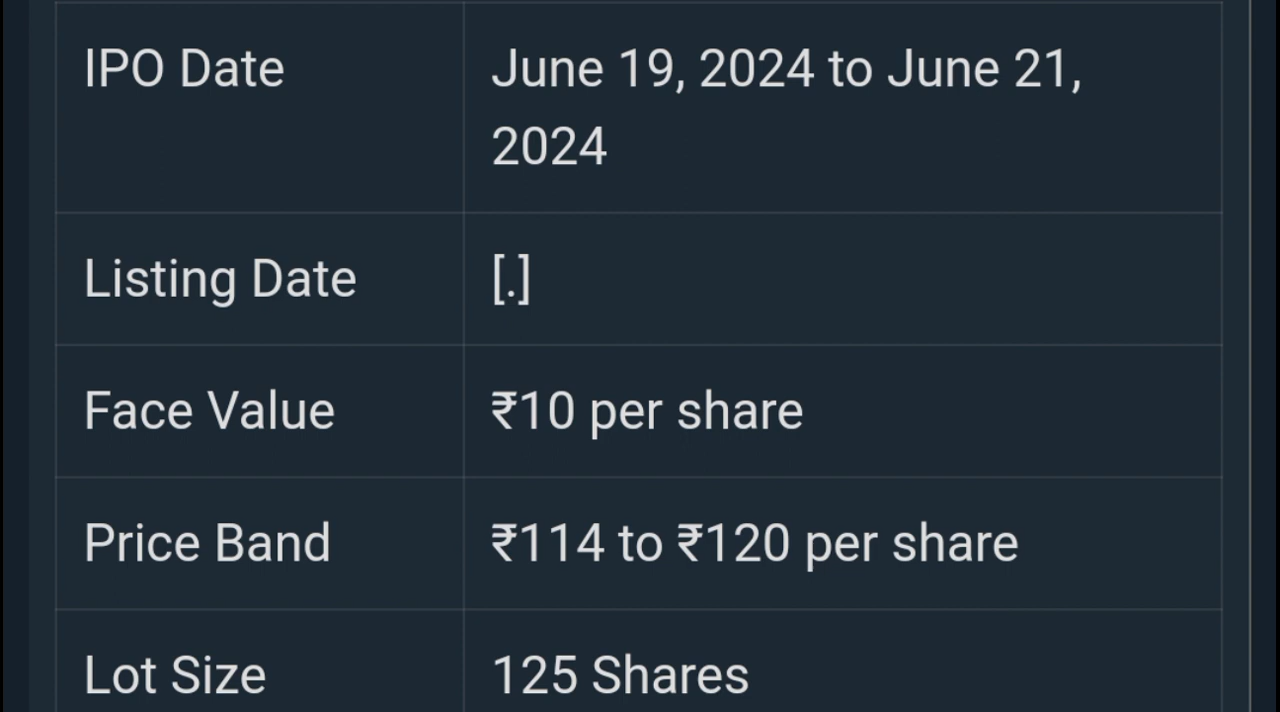 IPO Date
June 19, 2024 to June 21,
2024
Listing Date
[.]
Face Value
₹10 per share
Price Band
₹114 to ₹120 per share
Lot Size
125 Shares